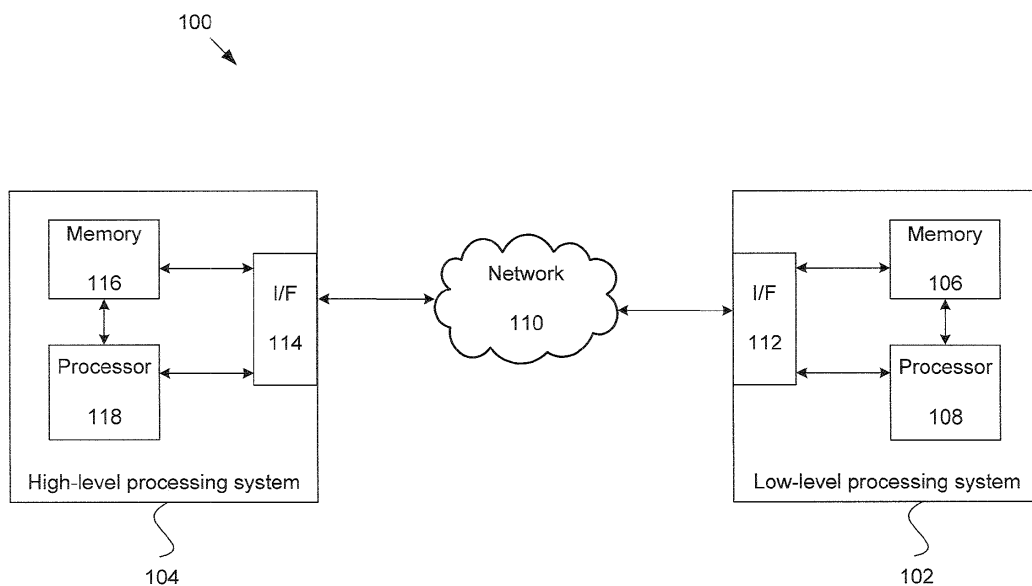 100
Memory
116
I/F
114
Processor
118
High-level processing system
104
Network
110
I/F
112
Memory
106
Processor
108
Low-level processing system
102